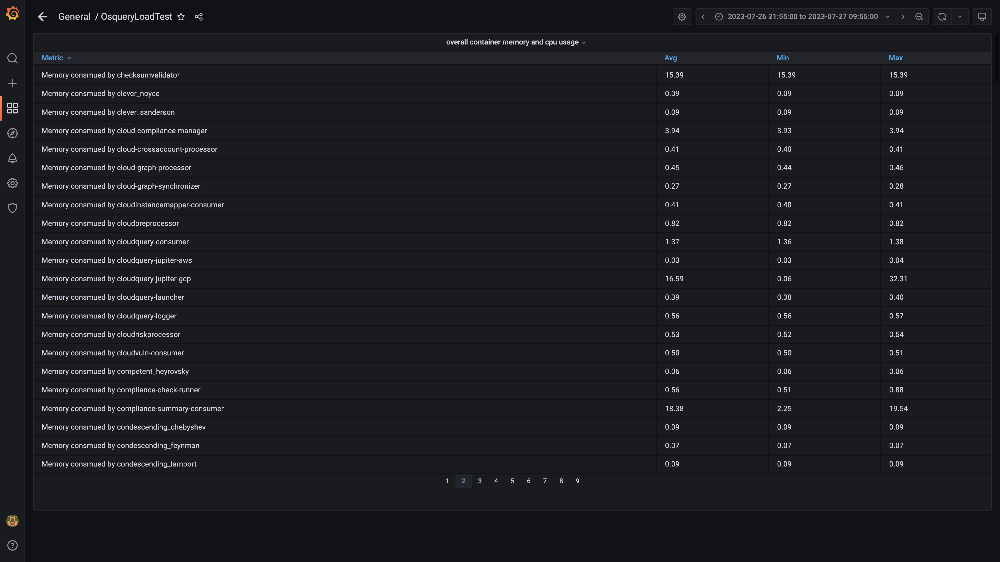 General / OsqueryLoadTest
2023-07-26 21:55:00 to 2023-07-27 09:55:00
overall container memory and cpu usage
Metric Avg Min Max
Memory consmued by checksumvalidator 15.39 15.39 15.39
Memory consmued by clever_noyce 0.09 0.09 0.09
Memory consmued by clever_sanderson 0.09 0.09 0.09
Memory consmued by cloud-compliance-manager 3.94 3.93 3.94
Memory consmued by cloud-crossaccount-processor 0.41 0.40 0.41
Memory consmued by cloud-graph-processor 0.45 0.44 0.46
Memory consmued by cloud-graph-synchronizer 0.27 0.27 0.28
Memory consmued by cloudinstancemapper-consumer 0.41 0.40 0.41
Memory consmued by cloudpreprocessor 0.82 0.82 0.82
Memory consmued by cloudquery-consumer 1.37 1.36 1.38
Memory consmued by cloudquery-jupiter-aws 0.03 0.03 0.04
Memory consmued by cloudquery-jupiter-gcp 16.59 0.06 32.31
Memory consmued by cloudquery-launcher 0.39 0.38 0.40
Memory consmued by cloudquery-logger 0.56 0.56 0.57
Memory consmued by cloudriskprocessor 0.53 0.52 0.54
Memory consmued by cloudvuln-consumer 0.50 0.50 0.51
Memory consmued by competent_heyrovsky 0.06 0.06 0.06
Memory consmued by compliance-check-runner 0.56 0.51 0.88
Memory consmued by compliance-summary-consumer 18.38 2.25 19.54
Memory consmued by condescending_chebyshev 0.09 0.09 0.09
Memory consmued by condescending_feynman 0.07 0.07 0.07
Memory consmued by condescending_lamport 0.09 0.09 0.09
1 2 3 4 5 6 7 8 9